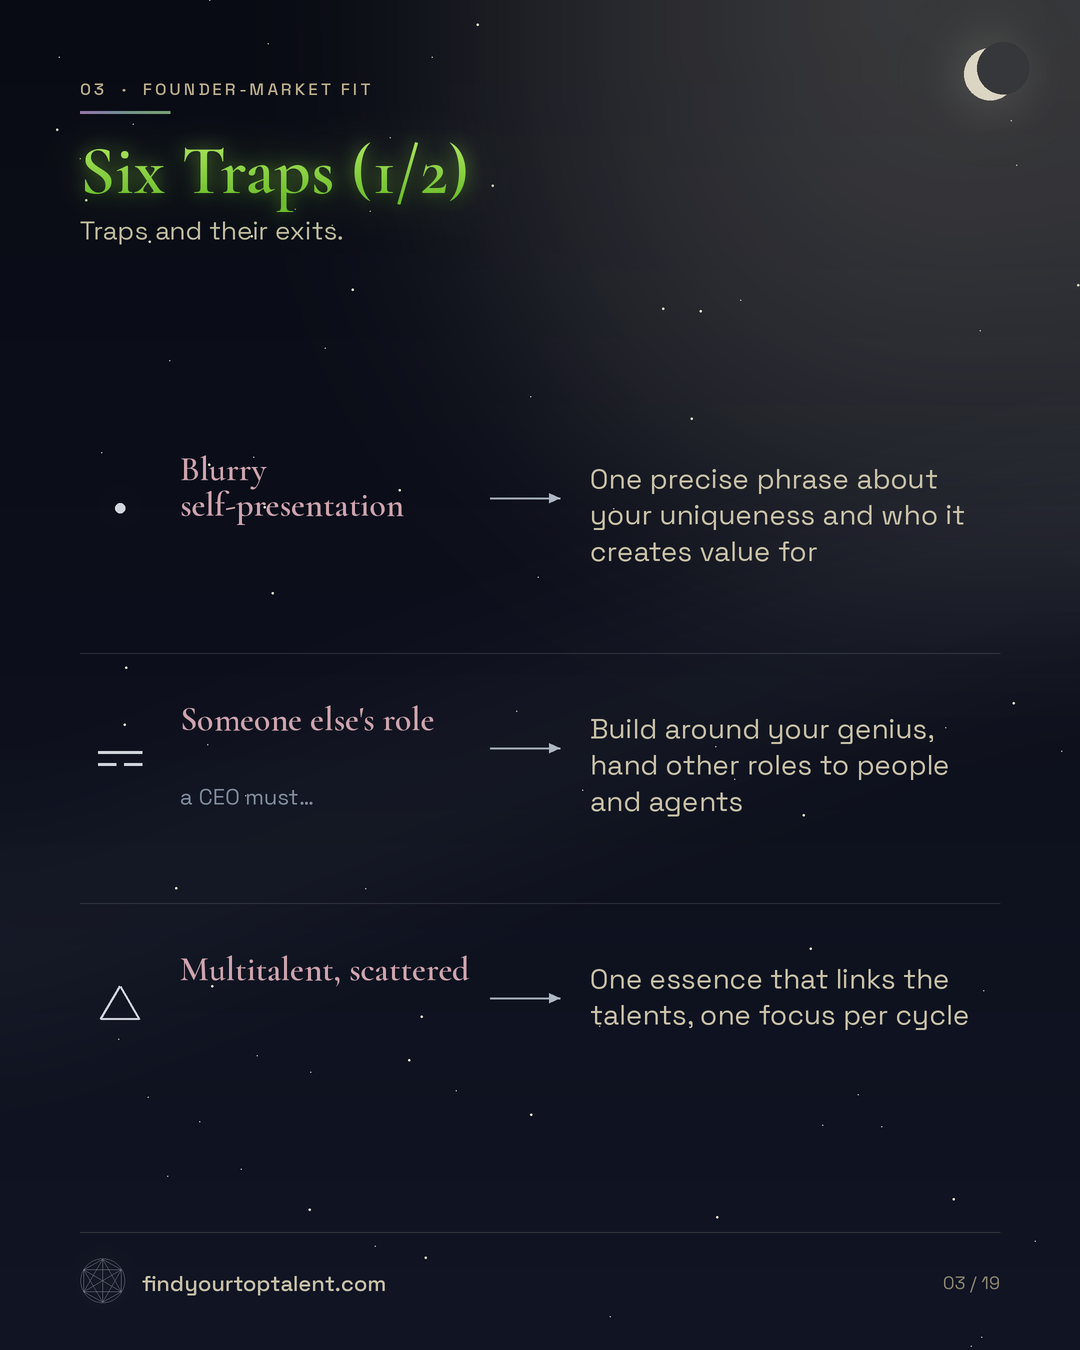 03 · FOUNDER-MARKET FIT
Six Traps (1/2)
Traps and their exits.
Blurry
self-presentation
One precise phrase about
your uniqueness and who it
creates value for
Someone else's role
a CEO must...
Build around your genius,
hand other roles to people
and agents
Multitalent, scattered
One essence that links the
talents, one focus per cycle
findyourtoptalent.com
03 / 19